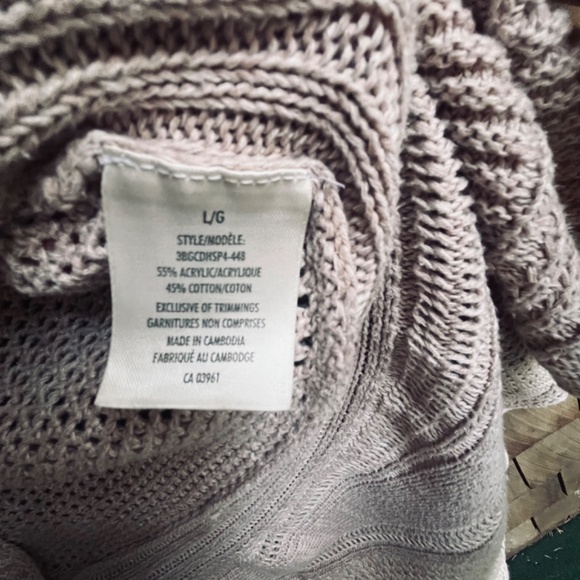 L/G
STYLE/MODÈLE:
3BGCDHSP4-448
55% ACRYLIC/ACRYLIQUE
45% COTTON/COTON
EXCLUSIVE OF TRIMMINGS
GARNITURES NON COMPRISES
MADE IN CAMBODIA
FABRIQUÉ AU CAMBODGE
CA 03961